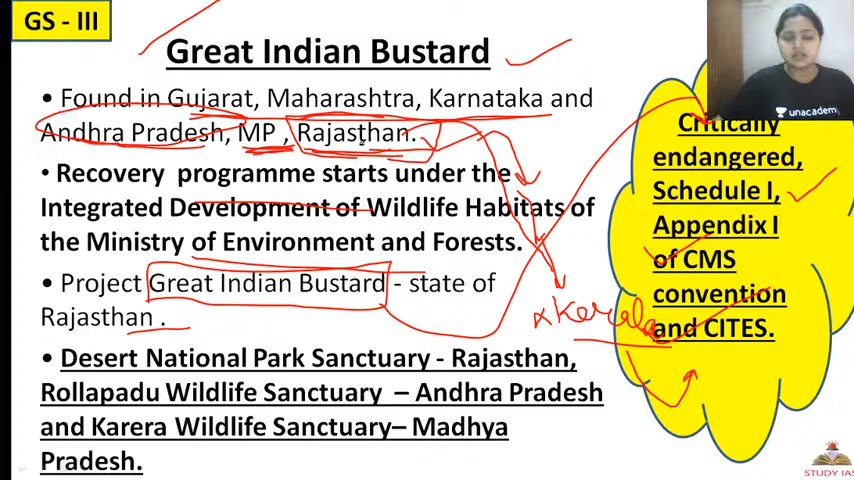 GS - III
Great Indian Bustard
• Found in Gujarat, Maharashtra, Karnataka and
Andhra Pradesh, MP , Rajasthan.
• Recovery programme starts under the
Integrated Development of Wildlife Habitats of
the Ministry of Environment and Forests.
• Project Great Indian Bustard - state of
Rajasthan .
• Desert National Park Sanctuary - Rajasthan,
Rollapadu Wildlife Sanctuary – Andhra Pradesh
and Karera Wildlife Sanctuary– Madhya
Pradesh.
× Kerala
unacademy
Critically
endangered,
Schedule I,
Appendix I
of CMS
convention
and CITES.
STUDY IAS